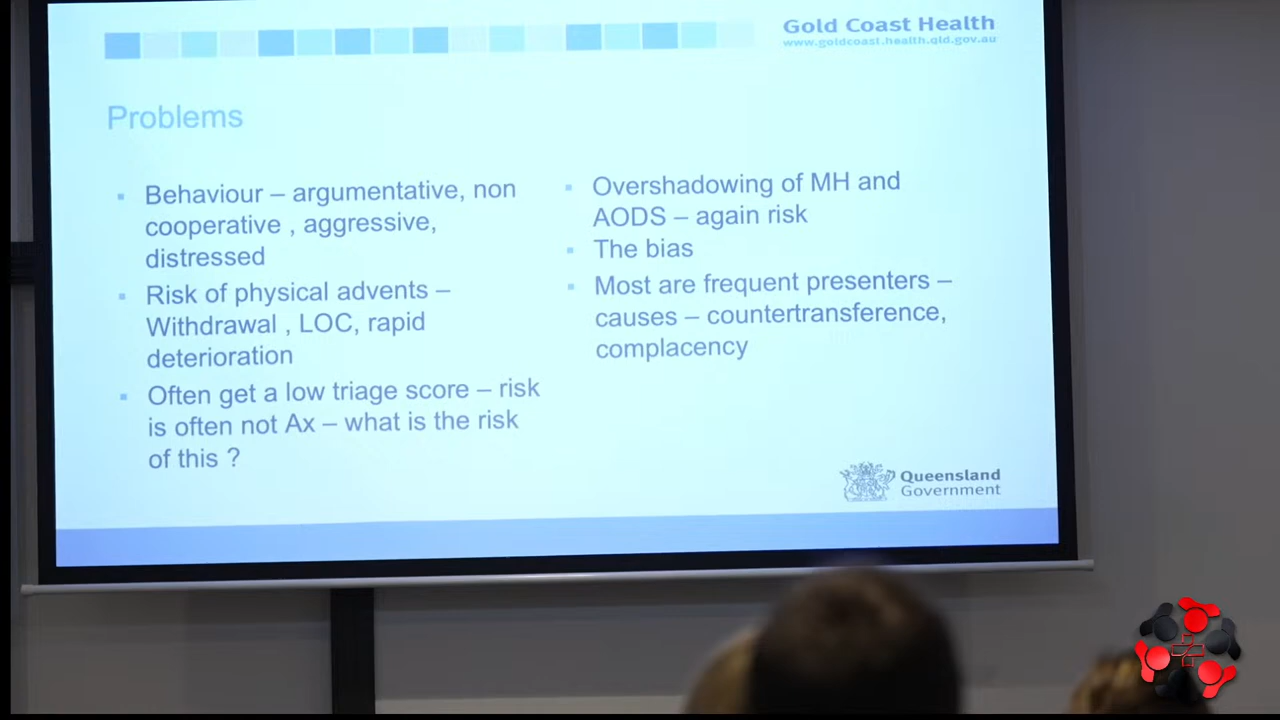 Gold Coast Health
www.goldcoast.health.qld.gov.au
Problems
▪ Behaviour – argumentative, non
cooperative , aggressive,
distressed
▪ Risk of physical advents –
Withdrawal , LOC, rapid
deterioration
▪ Often get a low triage score – risk
is often not Ax – what is the risk
of this ?
▪ Overshadowing of MH and
AODS – again risk
▪ The bias
▪ Most are frequent presenters –
causes – countertransference,
complacency
Queensland
Government